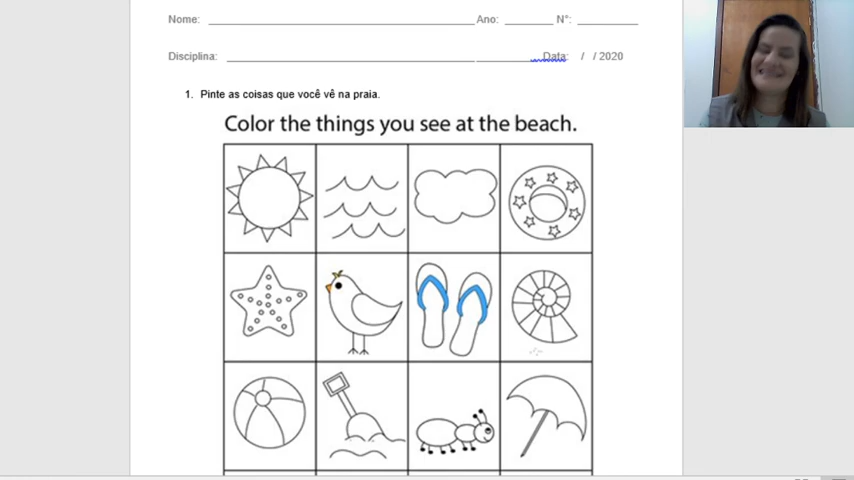 Nome: Ano: N°:
Disciplina: Data: / / 2020
1. Pinte as coisas que você vê na praia.
Color the things you see at the beach.